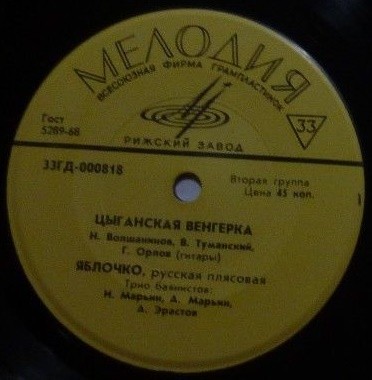 МЕЛОДИЯ
ВСЕСОЮЗНАЯ ФИРМА ГРАМПЛАСТИНОК
Гост
5289-68
33
РИЖСКИЙ ЗАВОД
33ГД-000818
Вторая группа
Цена 45 коп.
1
ЦЫГАНСКАЯ ВЕНГЕРКА
Н. Волшанинов, В. Туманский,
Г. Орлов (гитары)
ЯБЛОЧКО, русская плясовая
Трио баянистов:
Н. Марьин, А. Марьин,
А. Эрастов